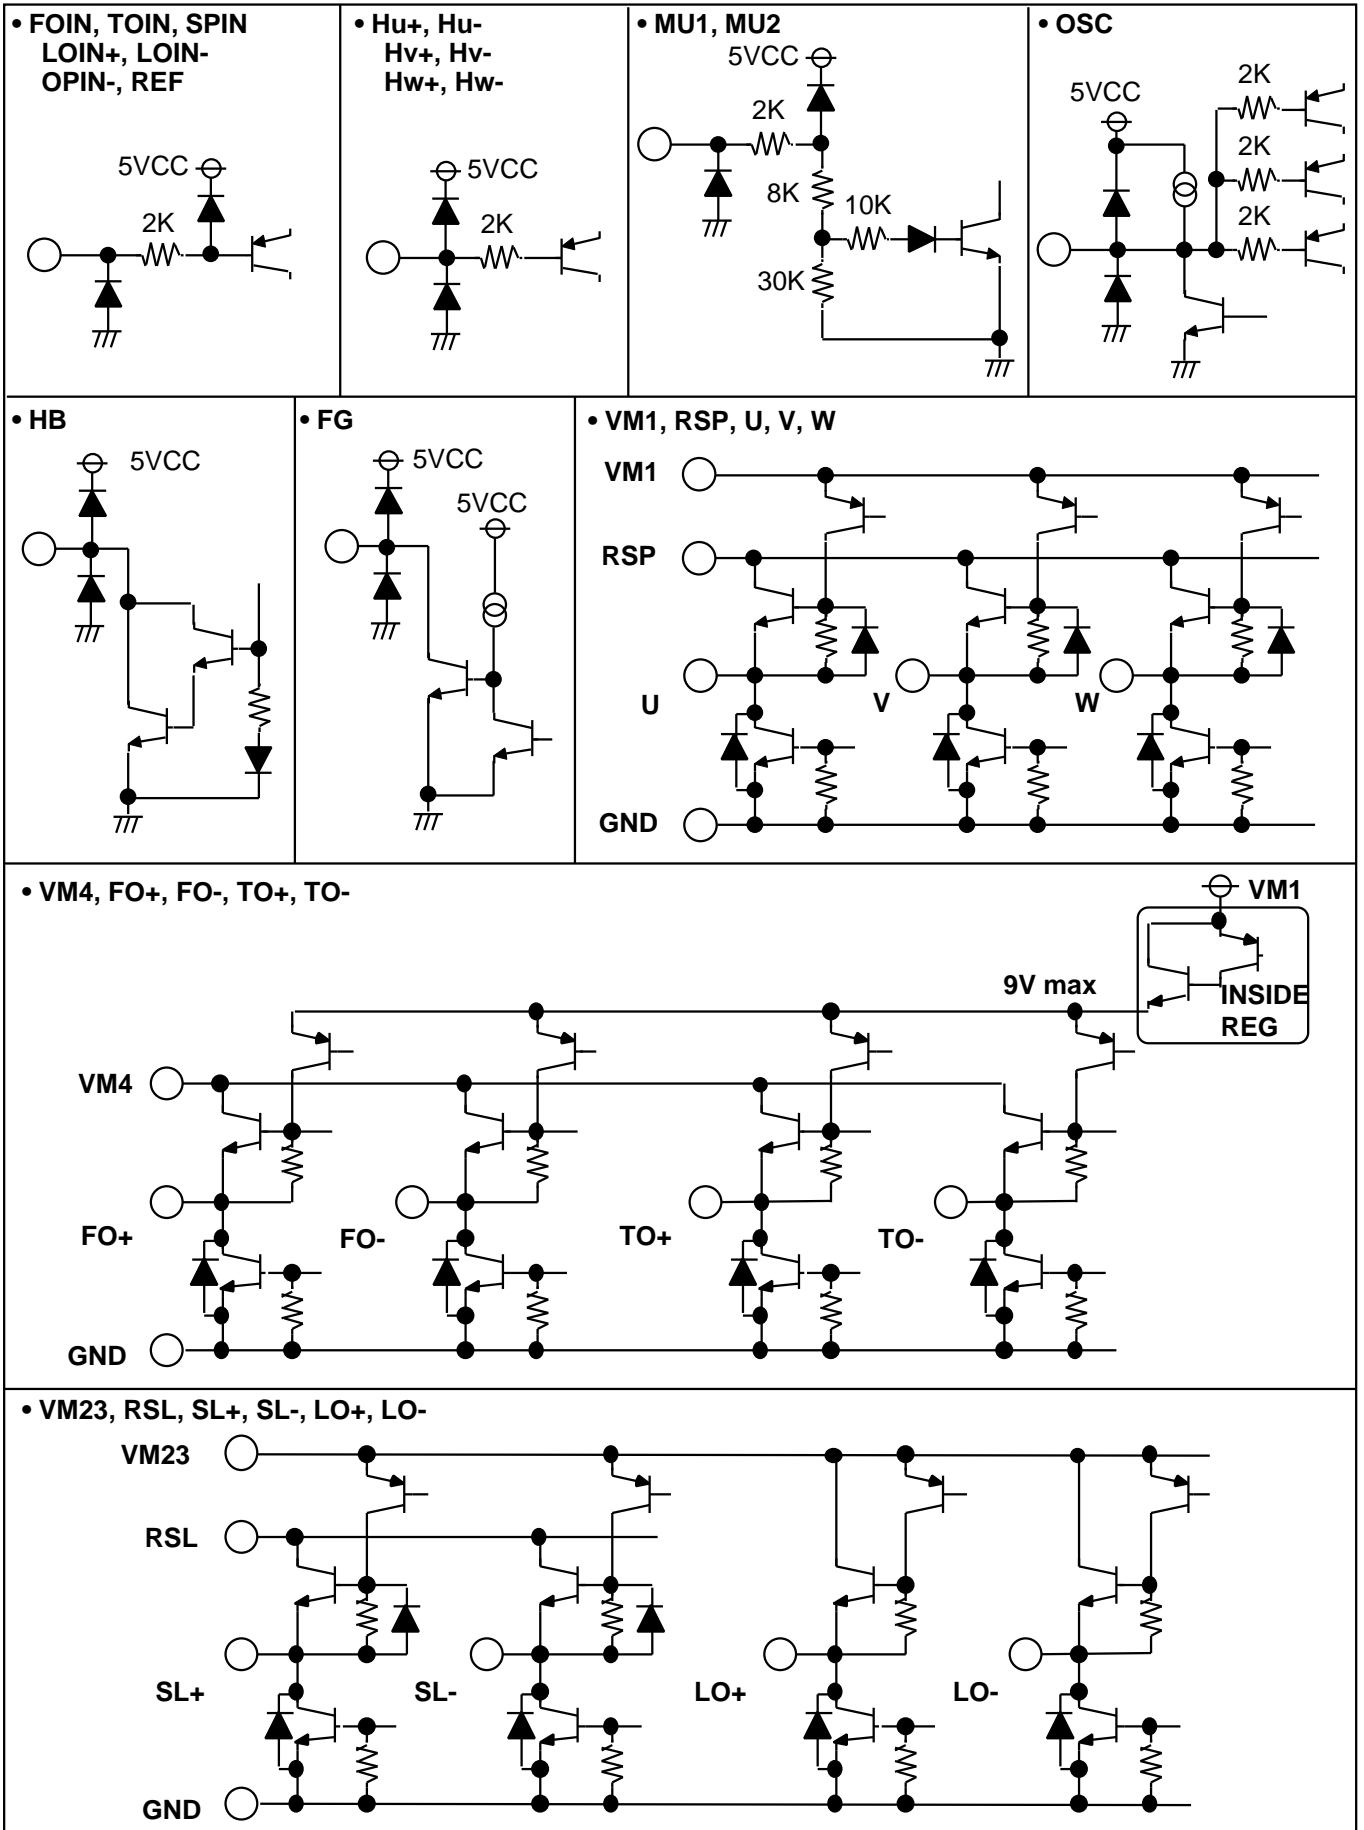 • FOIN, TOIN, SPIN
LOIN+, LOIN-
OPIN-, REF
5VCC
2K
• Hu+, Hu-
Hv+, Hv-
Hw+, Hw-
5VCC
2K
• MU1, MU2
5VCC
2K
8K
10K
30K
• OSC
5VCC
2K
2K
2K
• HB
5VCC
• FG
5VCC
5VCC
• VM1, RSP, U, V, W
VM1
RSP
U
V
W
GND
• VM4, FO+, FO-, TO+, TO-
VM1
9V max
INSIDE
REG
VM4
FO+
FO-
TO+
TO-
GND
• VM23, RSL, SL+, SL-, LO+, LO-
VM23
RSL
SL+
SL-
LO+
LO-
GND